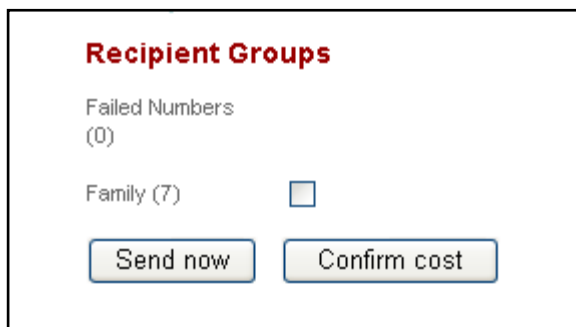 Recipient Groups
Failed Numbers
(0)
Family (7)
Send now Confirm cost